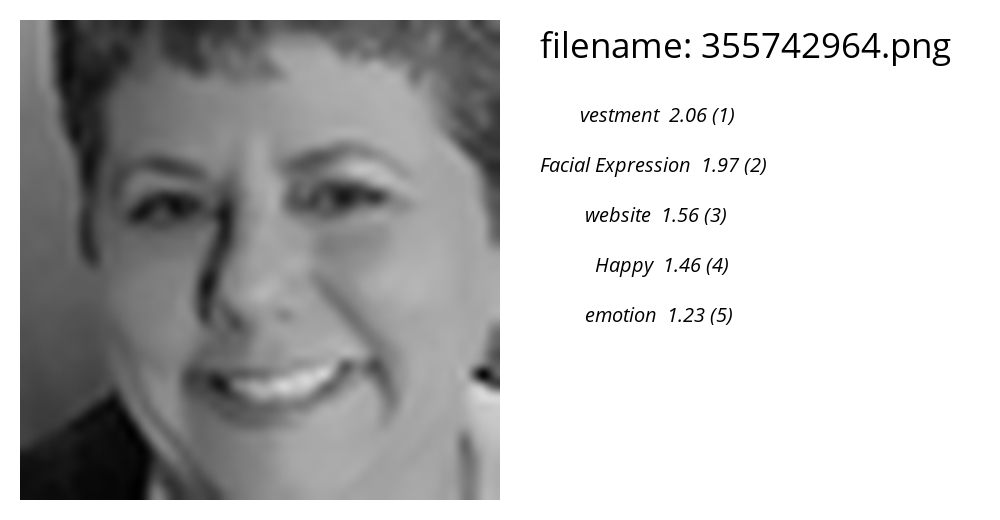 filename: 355742964.png
vestment 2.06 (1)
Facial Expression 1.97 (2)
website 1.56 (3)
Happy 1.46 (4)
emotion 1.23 (5)